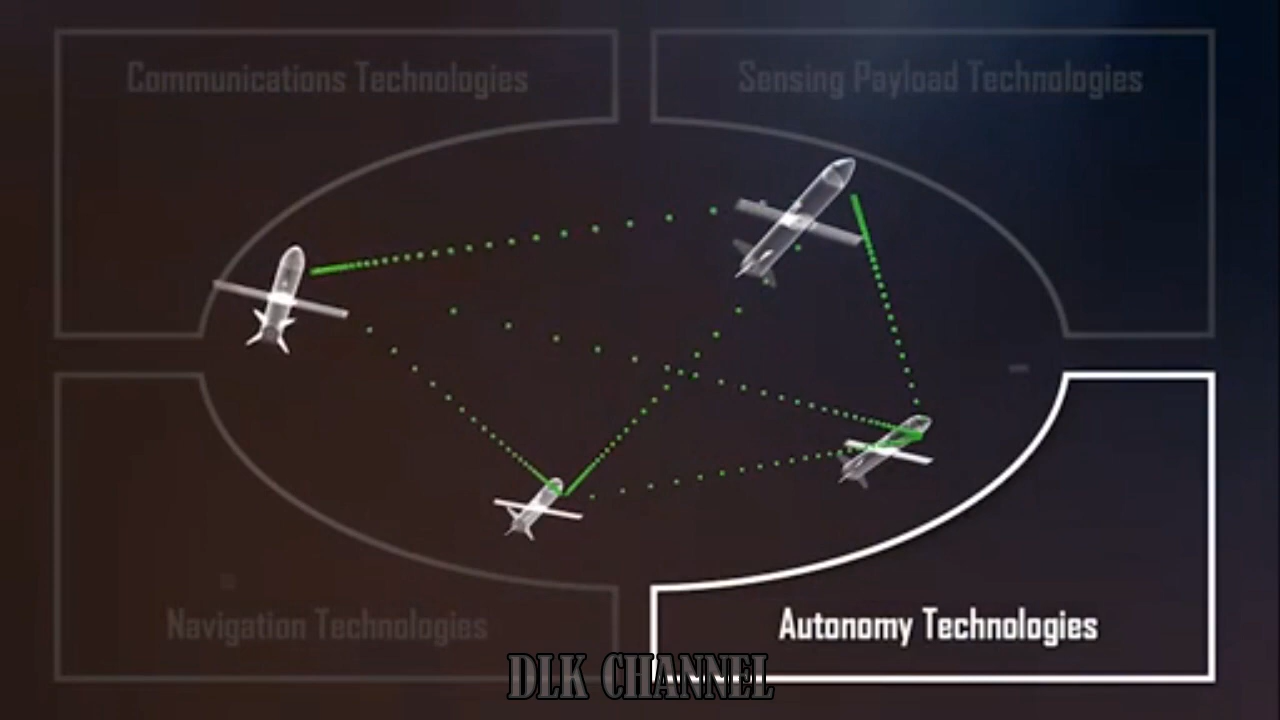 Communications Technologies
Sensing Payload Technologies
Navigation Technologies
Autonomy Technologies
DLK CHANNEL